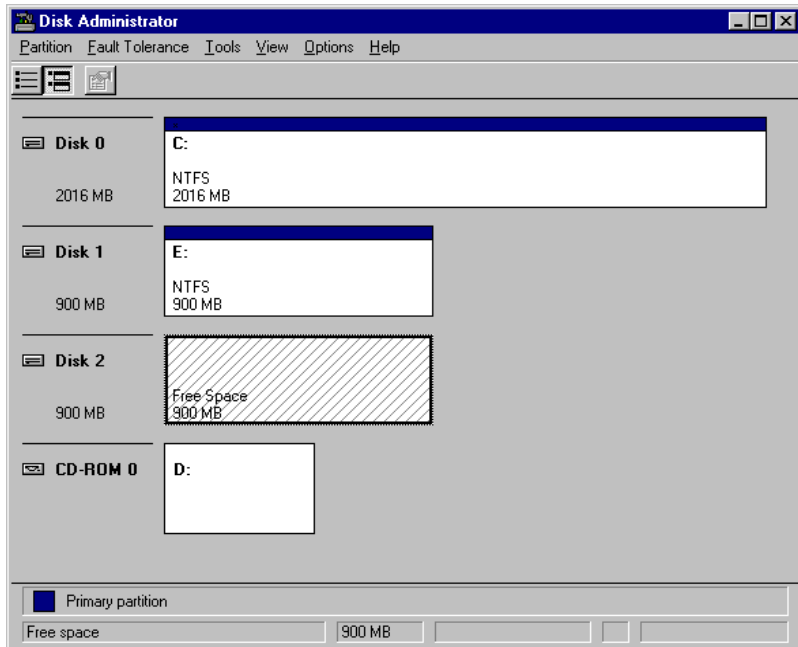 Disk Administrator
Partition Fault Tolerance Tools View Options Help
Disk 0
2016 MB
C:
NTFS
2016 MB
Disk 1
900 MB
E:
NTFS
900 MB
Disk 2
900 MB
Free Space
900 MB
CD-ROM 0
D:
Primary partition
Free space 900 MB